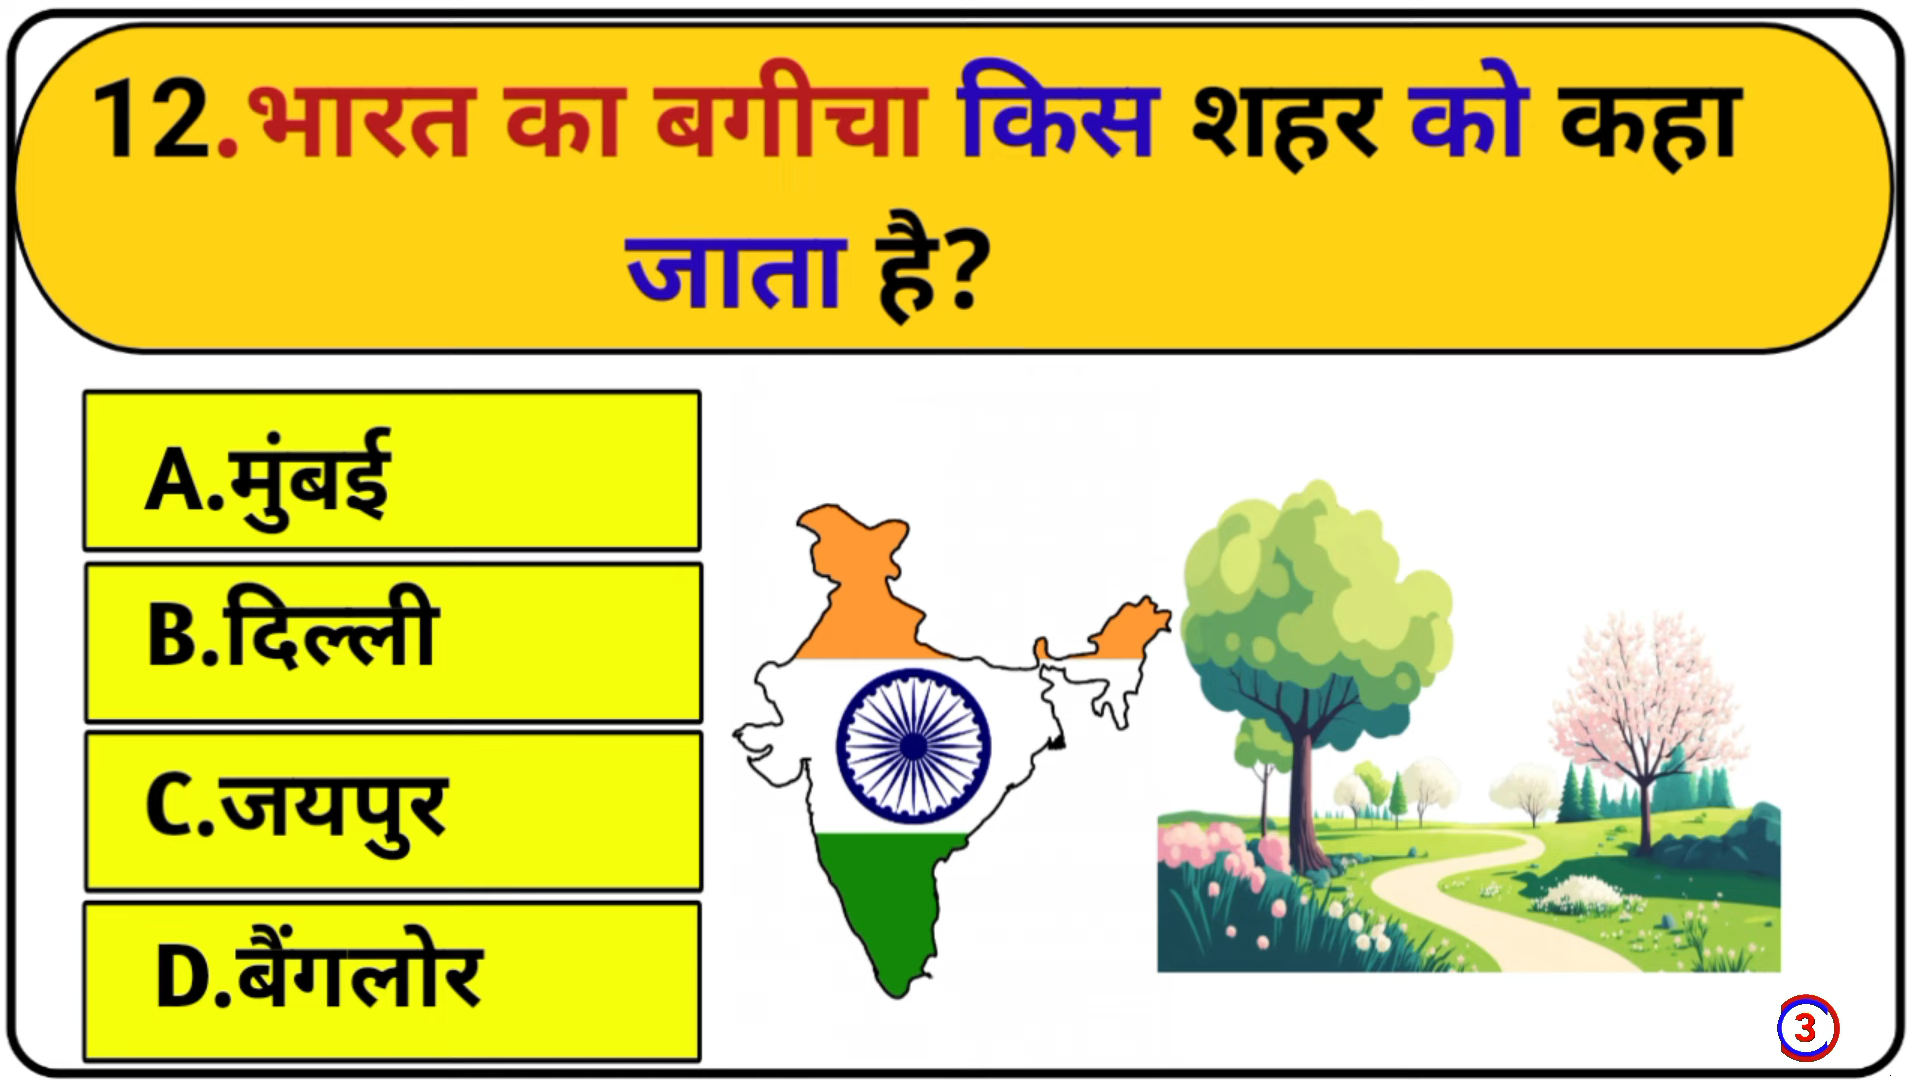 12.भारत का बगीचा किस शहर को कहा
जाता है?
A.मुंबई
B.दिल्ली
C.जयपुर
D.बैंगलोर
3